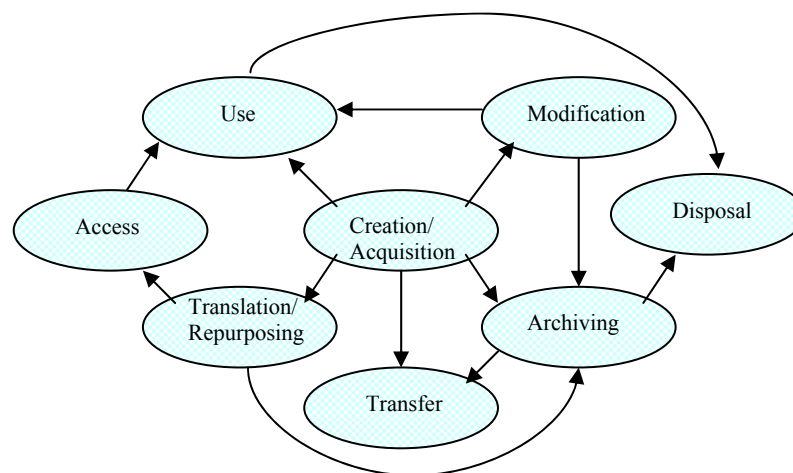 Use
Modification
Access
Creation/
Acquisition
Disposal
Translation/
Repurposing
Archiving
Transfer